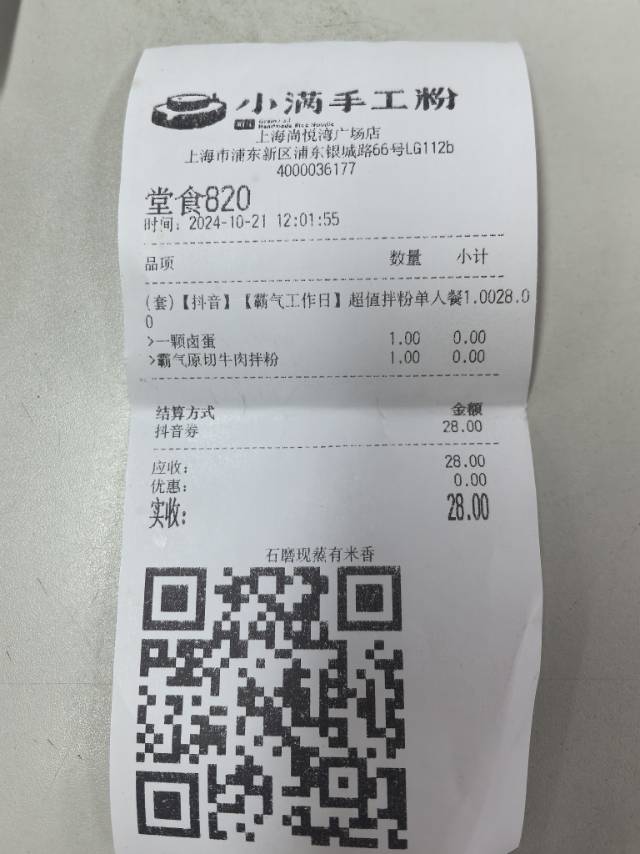 小满手工粉
Handmade Rice Noodle
上海尚悦湾广场店
上海市浦东新区浦东银城路66号LG112b
4000036177
堂食820
时间: 2024-10-21 12:01:55
品项 数量 小计
(套)【抖音】【霸气工作日】超值拌粉单人餐1.0028.0
0
>一颗卤蛋 1.00 0.00
>霸气原切牛肉拌粉 1.00 0.00
结算方式 金额
抖音券 28.00
应收: 28.00
优惠: 0.00
实收: 28.00
石磨现蒸有米香